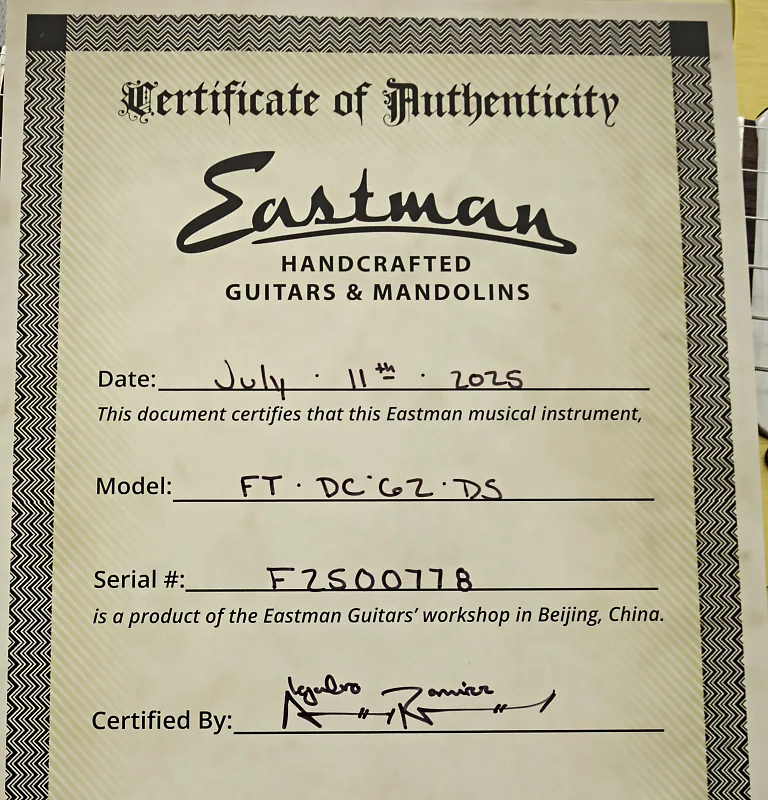 Certificate of Authenticity
Eastman
HANDCRAFTED
GUITARS & MANDOLINS
Date: July · 11th · 2025
This document certifies that this Eastman musical instrument,
Model: FT · DC'62 · DS
Serial #: F2500778
is a product of the Eastman Guitars' workshop in Beijing, China.
Certified By: